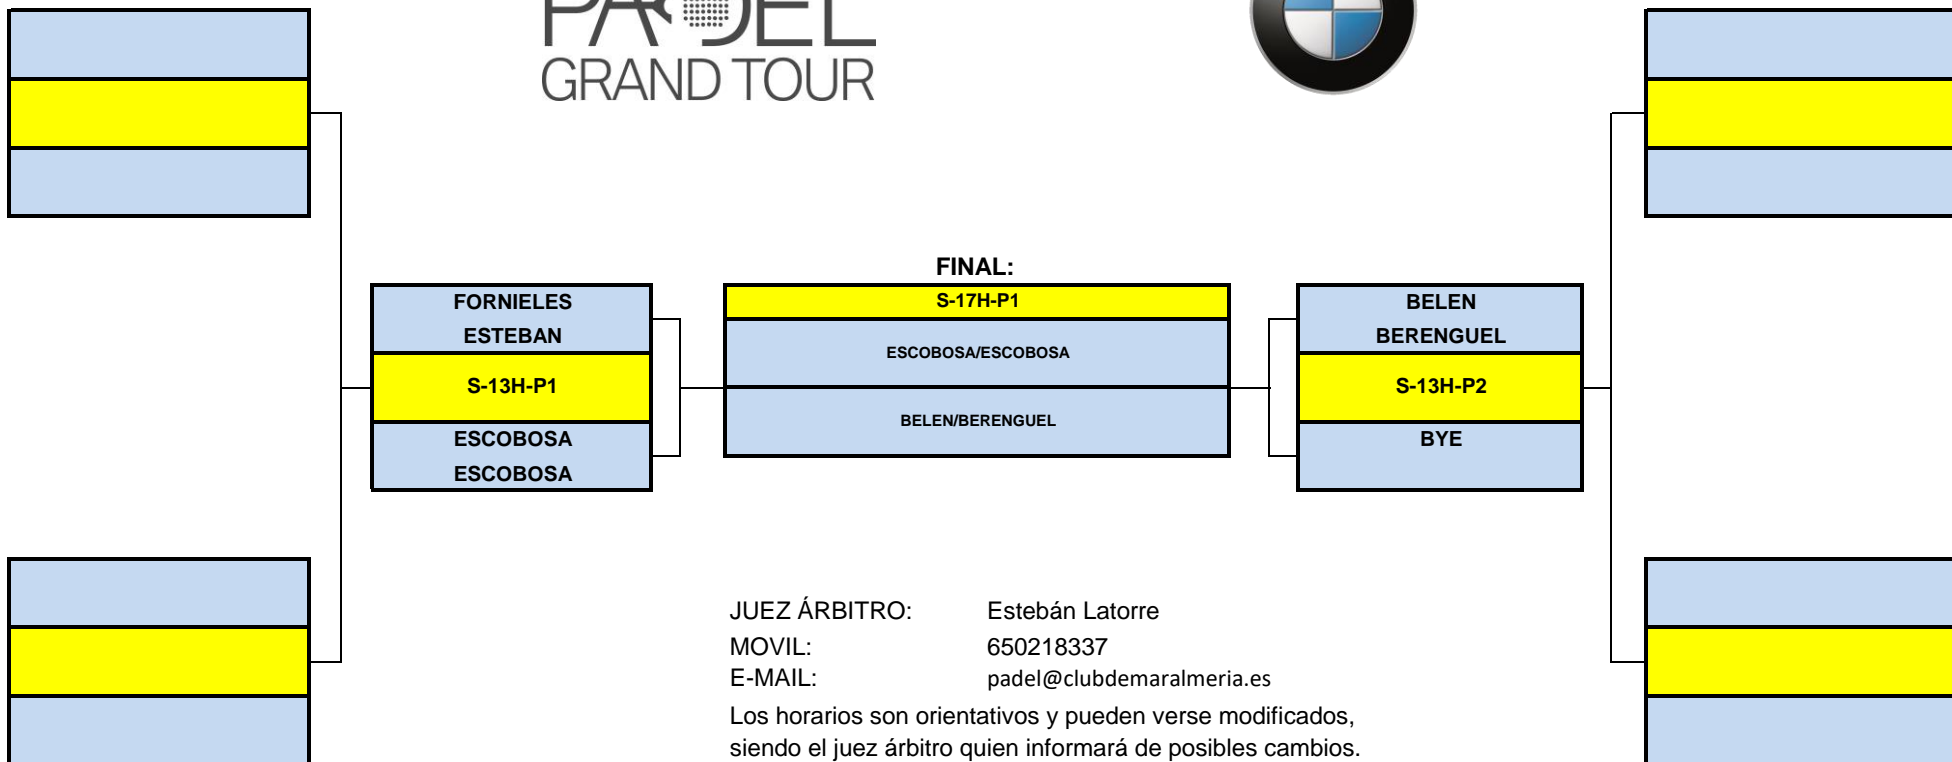 PADEL
GRAND TOUR
FINAL:
FORNIELES
ESTEBAN
S-13H-P1
ESCOBOSA
ESCOBOSA
S-17H-P1
ESCOBOSA/ESCOBOSA
BELEN/BERENGUEL
BELEN
BERENGUEL
S-13H-P2
BYE
JUEZ ÁRBITRO: Estebán Latorre
MOVIL: 650218337
E-MAIL: padel@clubdemaralmeria.es
Los horarios son orientativos y pueden verse modificados,
siendo el juez árbitro quien informará de posibles cambios.